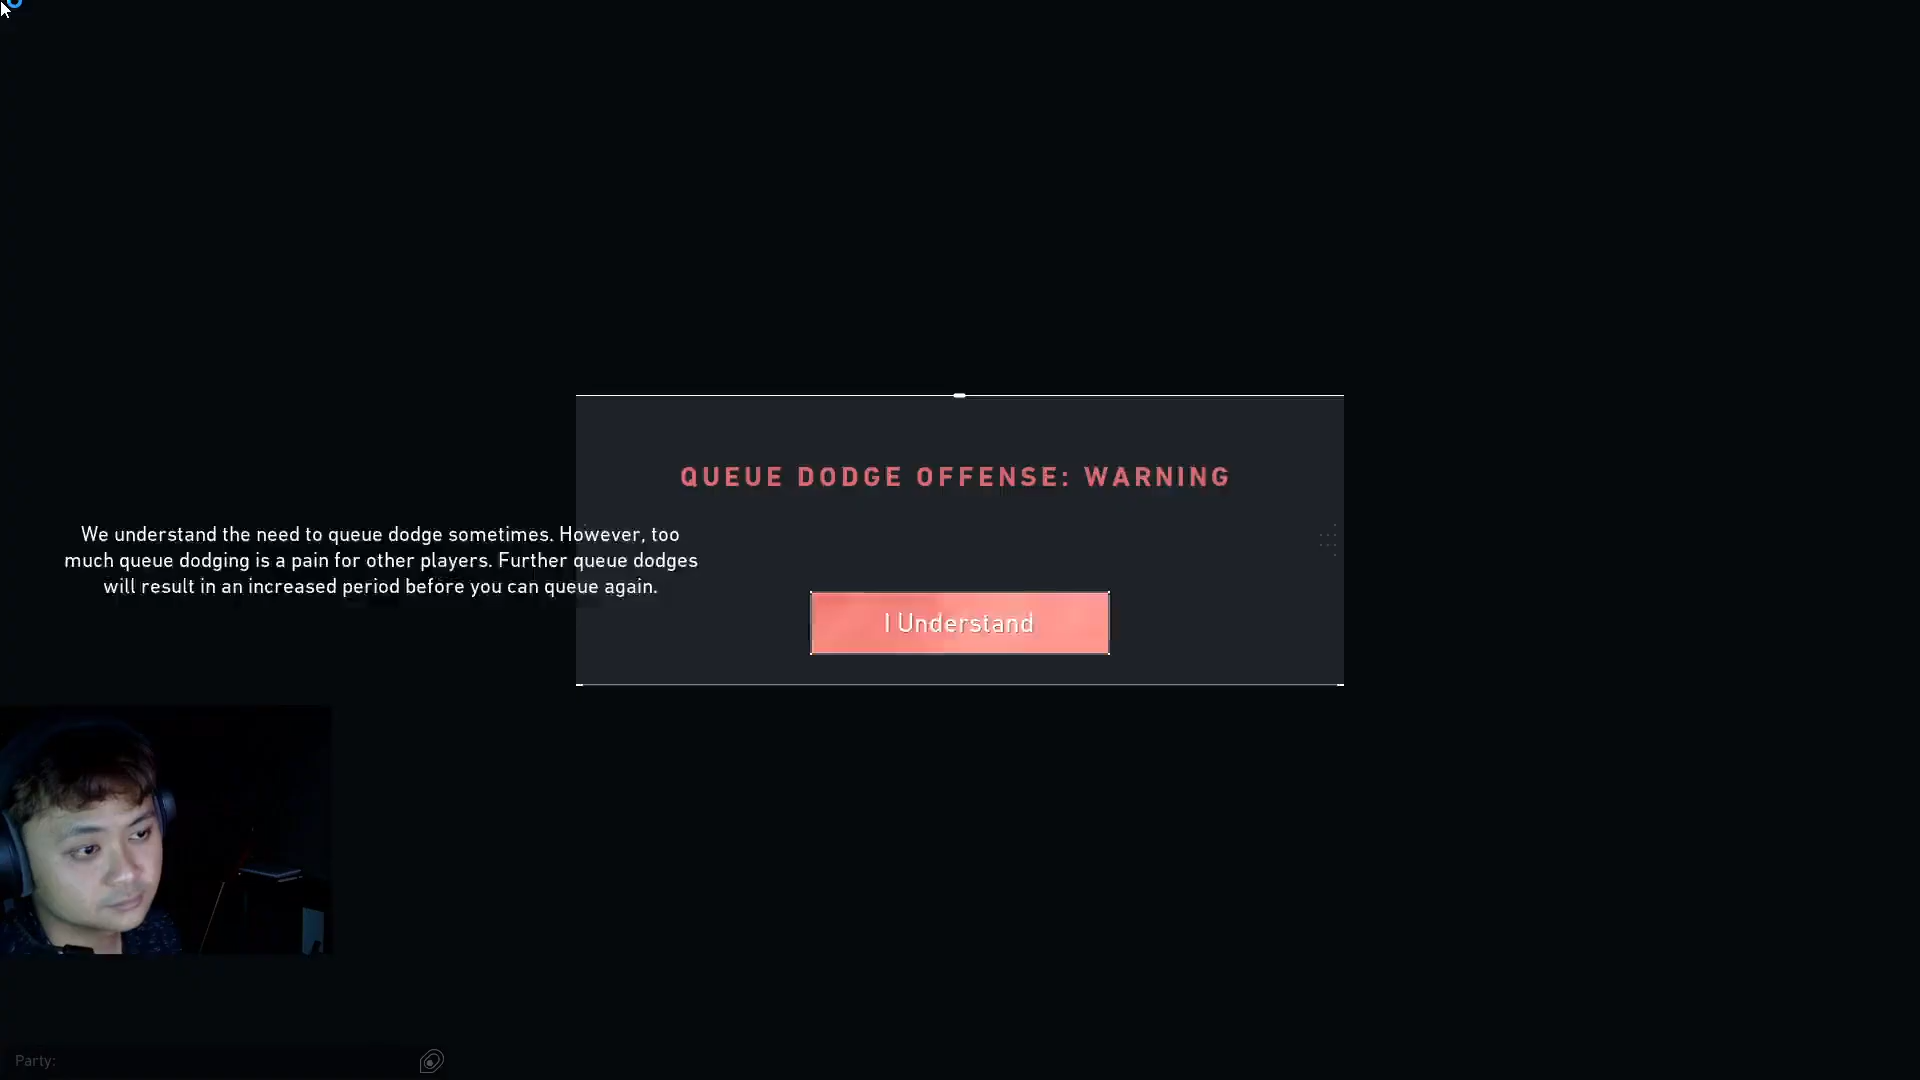 QUEUE DODGE OFFENSE: WARNING
We understand the need to queue dodge sometimes. However, too
much queue dodging is a pain for other players. Further queue dodges
will result in an increased period before you can queue again.
I Understand
Party: